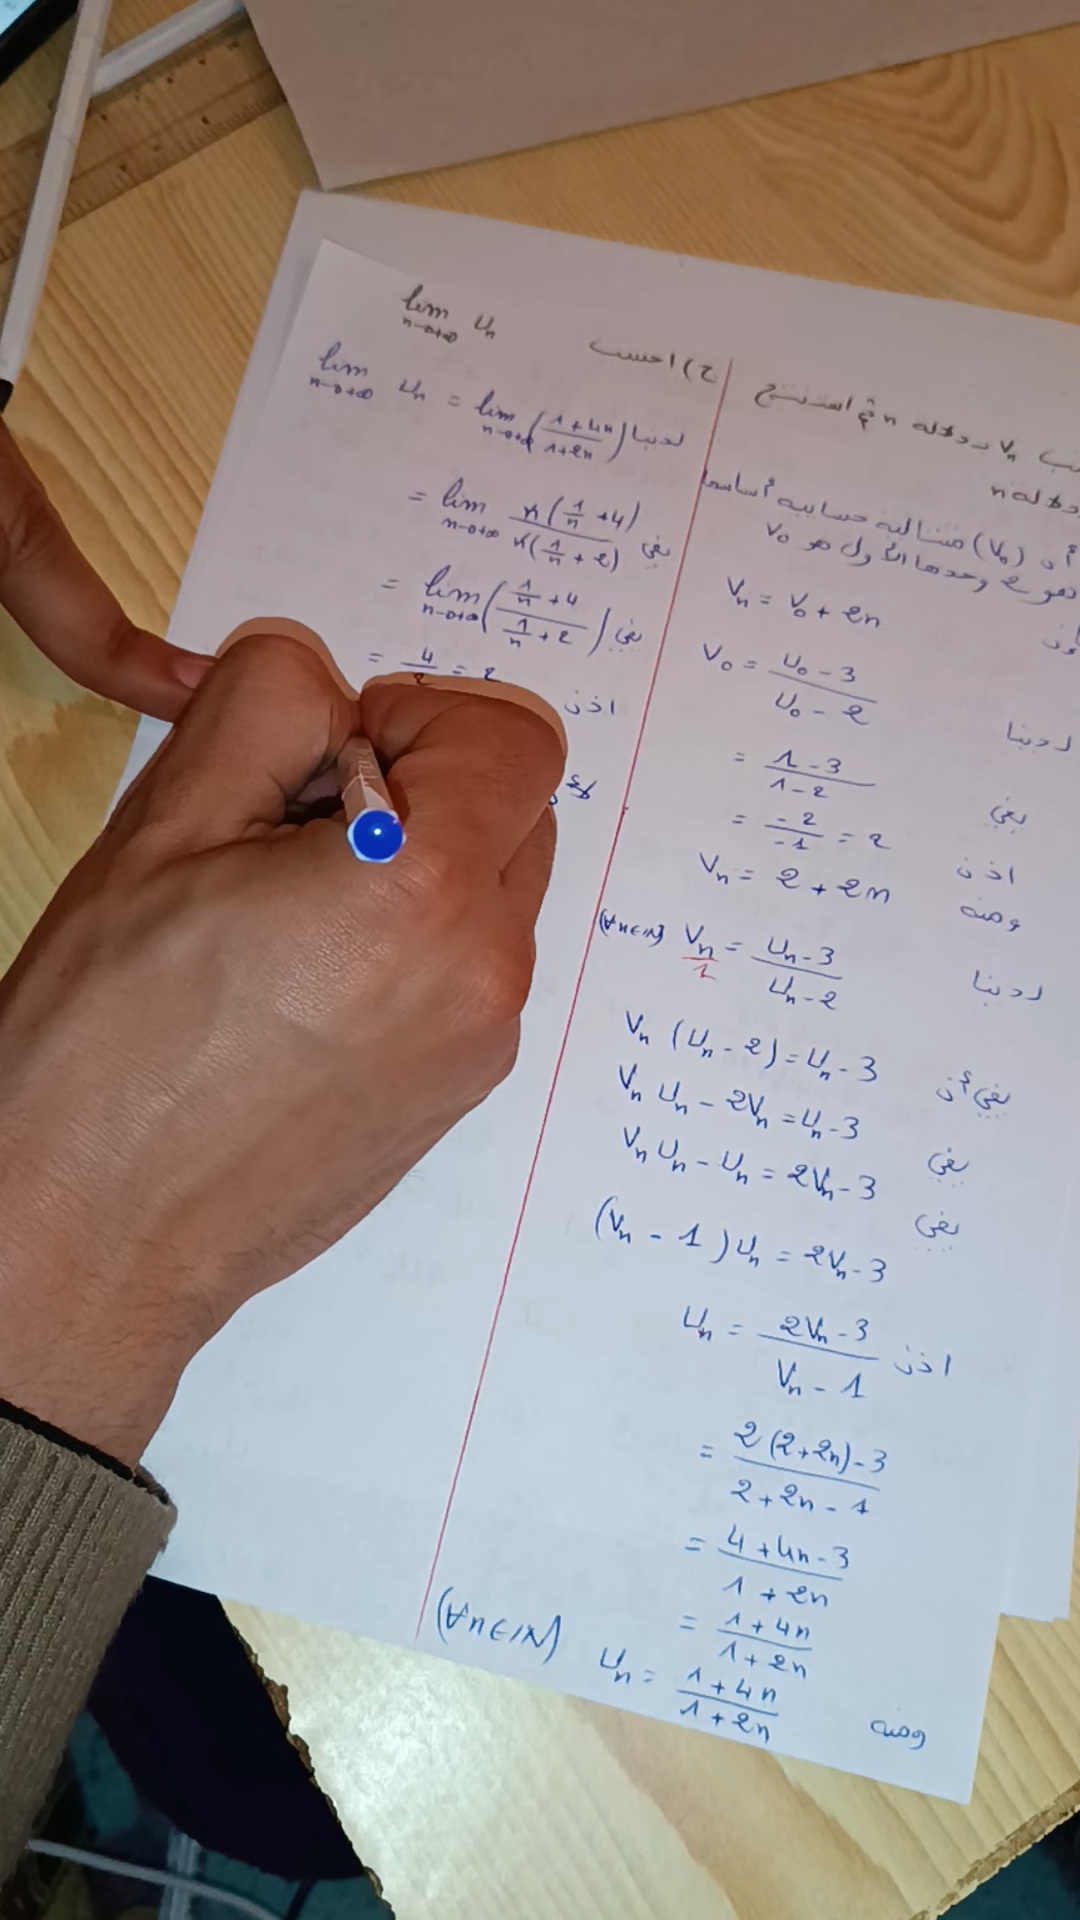 ـب Vn بدلالة n ثم استنتج
بدلالة n
أن (Vn) متتالية حسابية أساسها
هو 2 وحدها الأول هو V0
Vn = V0 + 2n
لدينا V0 = (U0 - 3)/(U0 - 2)
يعني = (1 - 3)/(1 - 2)
اذن = (-2)/(-1) = 2
ومنه Vn = 2 + 2n
لدينا Vn/1 = (Un - 3)/(Un - 2) (∀n∈IN)
يعني أن Vn (Un - 2) = Un - 3
يعني Vn Un - 2Vn = Un - 3
يعني Vn Un - Un = 2Vn - 3
(Vn - 1) Un = 2Vn - 3
اذن Un = (2Vn - 3)/(Vn - 1)
= (2(2+2n) - 3)/(2 + 2n - 1)
= (4 + 4n - 3)/(1 + 2n)
= (1 + 4n)/(1 + 2n)
ومنه Un = (1 + 4n)/(1 + 2n) (∀n∈IN)
2) احسب lim n→+∞ Un
لدينا lim n→+∞ Un = lim n→+∞ ((1+4n)/(1+2n))
يعني = lim n→+∞ n(1/n + 4)/n(1/n + 2)
يعني = lim n→+∞ ((1/n + 4)/(1/n + 2))
اذن = 4/2 = 2